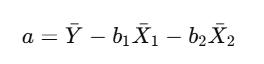 a = Ȳ − b₁X̄₁ − b₂X̄₂